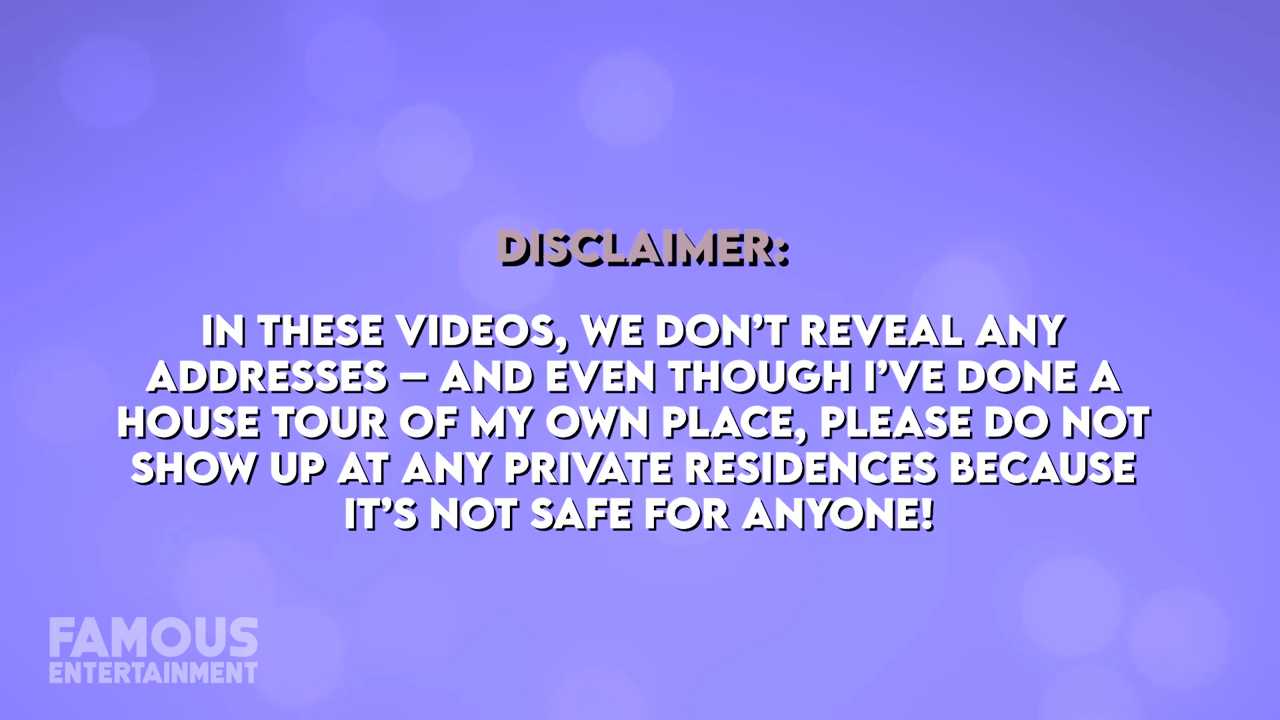 DISCLAIMER:
IN THESE VIDEOS, WE DON'T REVEAL ANY
ADDRESSES – AND EVEN THOUGH I'VE DONE A
HOUSE TOUR OF MY OWN PLACE, PLEASE DO NOT
SHOW UP AT ANY PRIVATE RESIDENCES BECAUSE
IT'S NOT SAFE FOR ANYONE!
FAMOUS
ENTERTAINMENT